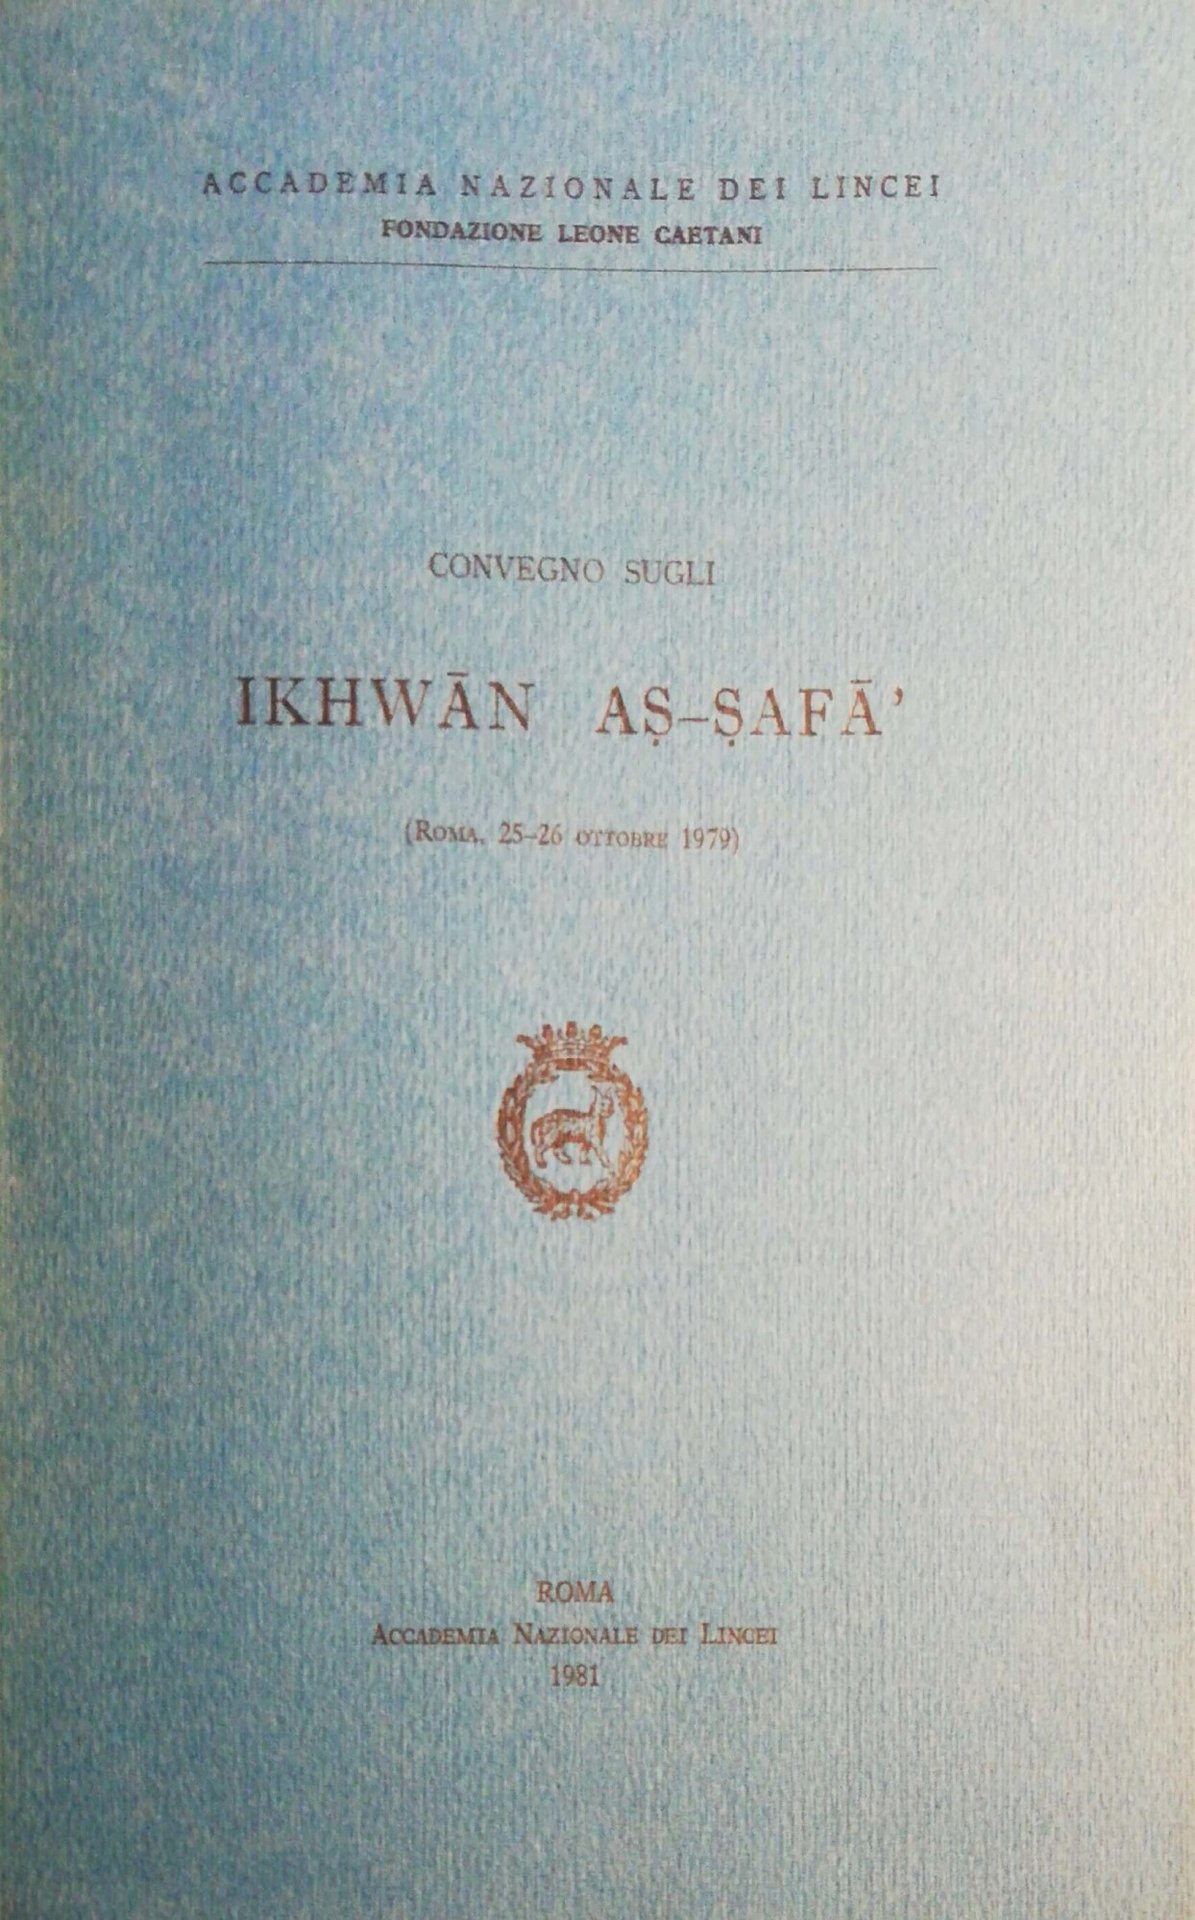 ACCADEMIA NAZIONALE DEI LINCEI
FONDAZIONE LEONE CAETANI
CONVEGNO SUGLI
IKHWĀN AṢ-ṢAFĀ’
(ROMA, 25-26 OTTOBRE 1979)
ROMA
ACCADEMIA NAZIONALE DEI LINCEI
1981